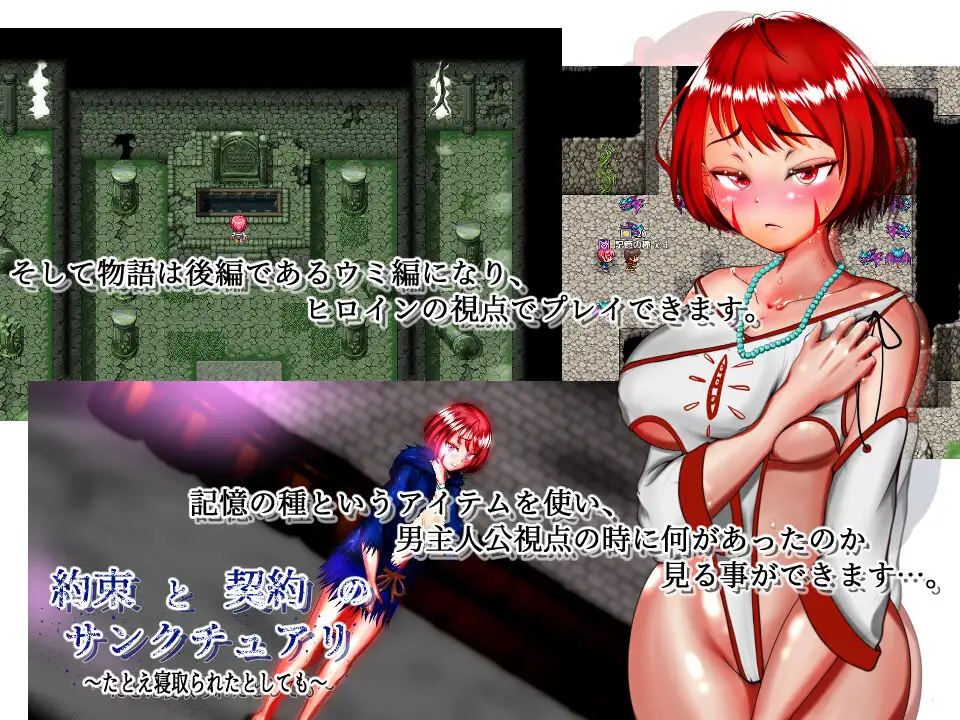 記憶の種 x 1
そして物語は後編であるウミ編になり、
ヒロインの視点でプレイできます。
記憶の種というアイテムを使い、
男主人公視点の時に何があったのか
見る事ができます…。
約束 と 契約 の
サンクチュアリ
～たとえ寝取られたとしても～